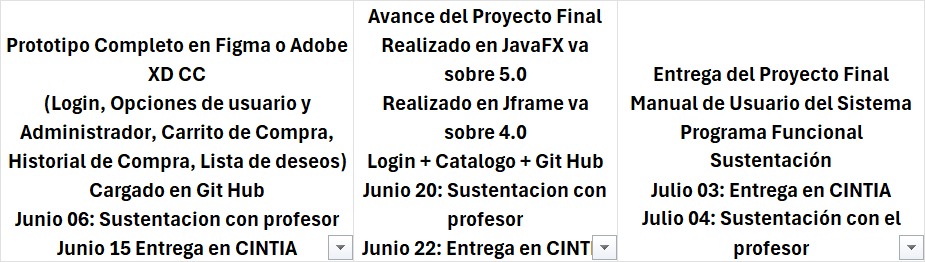 Prototipo Completo en Figma o Adobe
XD CC
(Login, Opciones de usuario y
Administrador, Carrito de Compra,
Historial de Compra, Lista de deseos)
Cargado en Git Hub
Junio 06: Sustentacion con profesor
Junio 15 Entrega en CINTIA
Avance del Proyecto Final
Realizado en JavaFX va
sobre 5.0
Realizado en Jframe va
sobre 4.0
Login + Catalogo + Git Hub
Junio 20: Sustentacion con
profesor
Junio 22: Entrega en CINTI
Entrega del Proyecto Final
Manual de Usuario del Sistema
Programa Funcional
Sustentación
Julio 03: Entrega en CINTIA
Julio 04: Sustentación con el
profesor